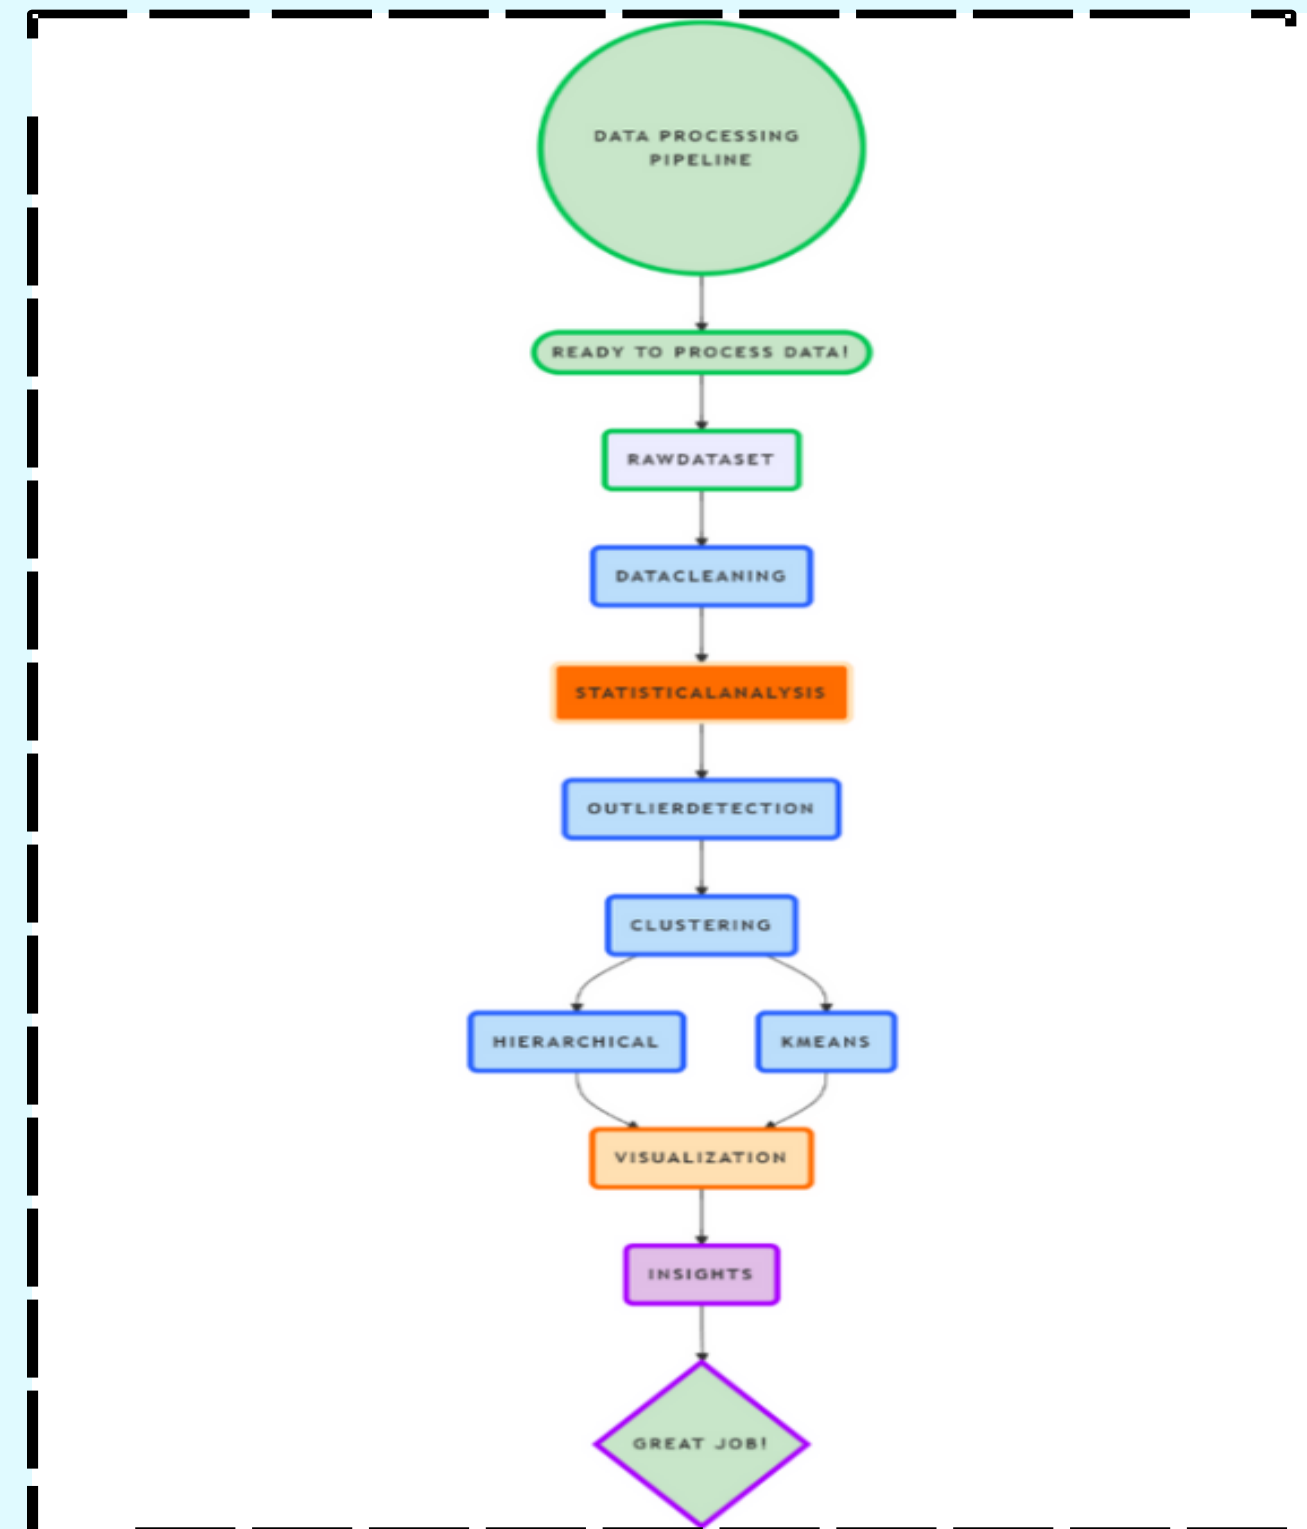 DATA PROCESSING
PIPELINE
READY TO PROCESS DATA!
RAWDATASET
DATACLEANING
STATISTICALANALYSIS
OUTLIERDETECTION
CLUSTERING
HIERARCHICAL
KMEANS
VISUALIZATION
INSIGHTS
GREAT JOB!